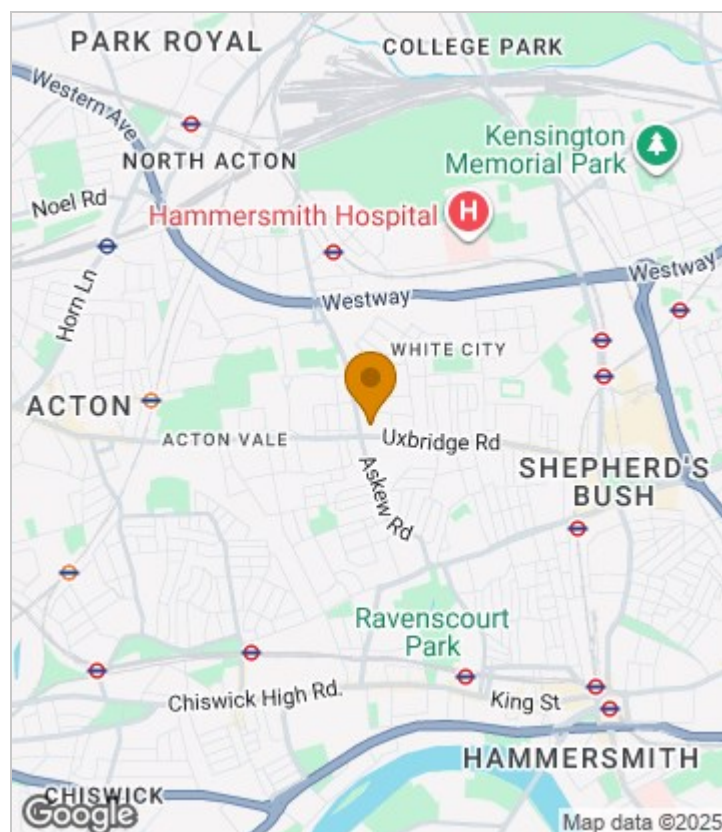 PARK ROYAL
COLLEGE PARK
Western Ave
Kensington
Memorial Park
NORTH ACTON
Noel Rd
Hammersmith Hospital
H
Westway
Westway
Horn Ln
WHITE CITY
ACTON
ACTON VALE
Uxbridge Rd
SHEPHERD'S
BUSH
Askew Rd
Ravenscourt
Park
Chiswick High Rd.
King St
HAMMERSMITH
CHISWICK
Google
Map data ©2025